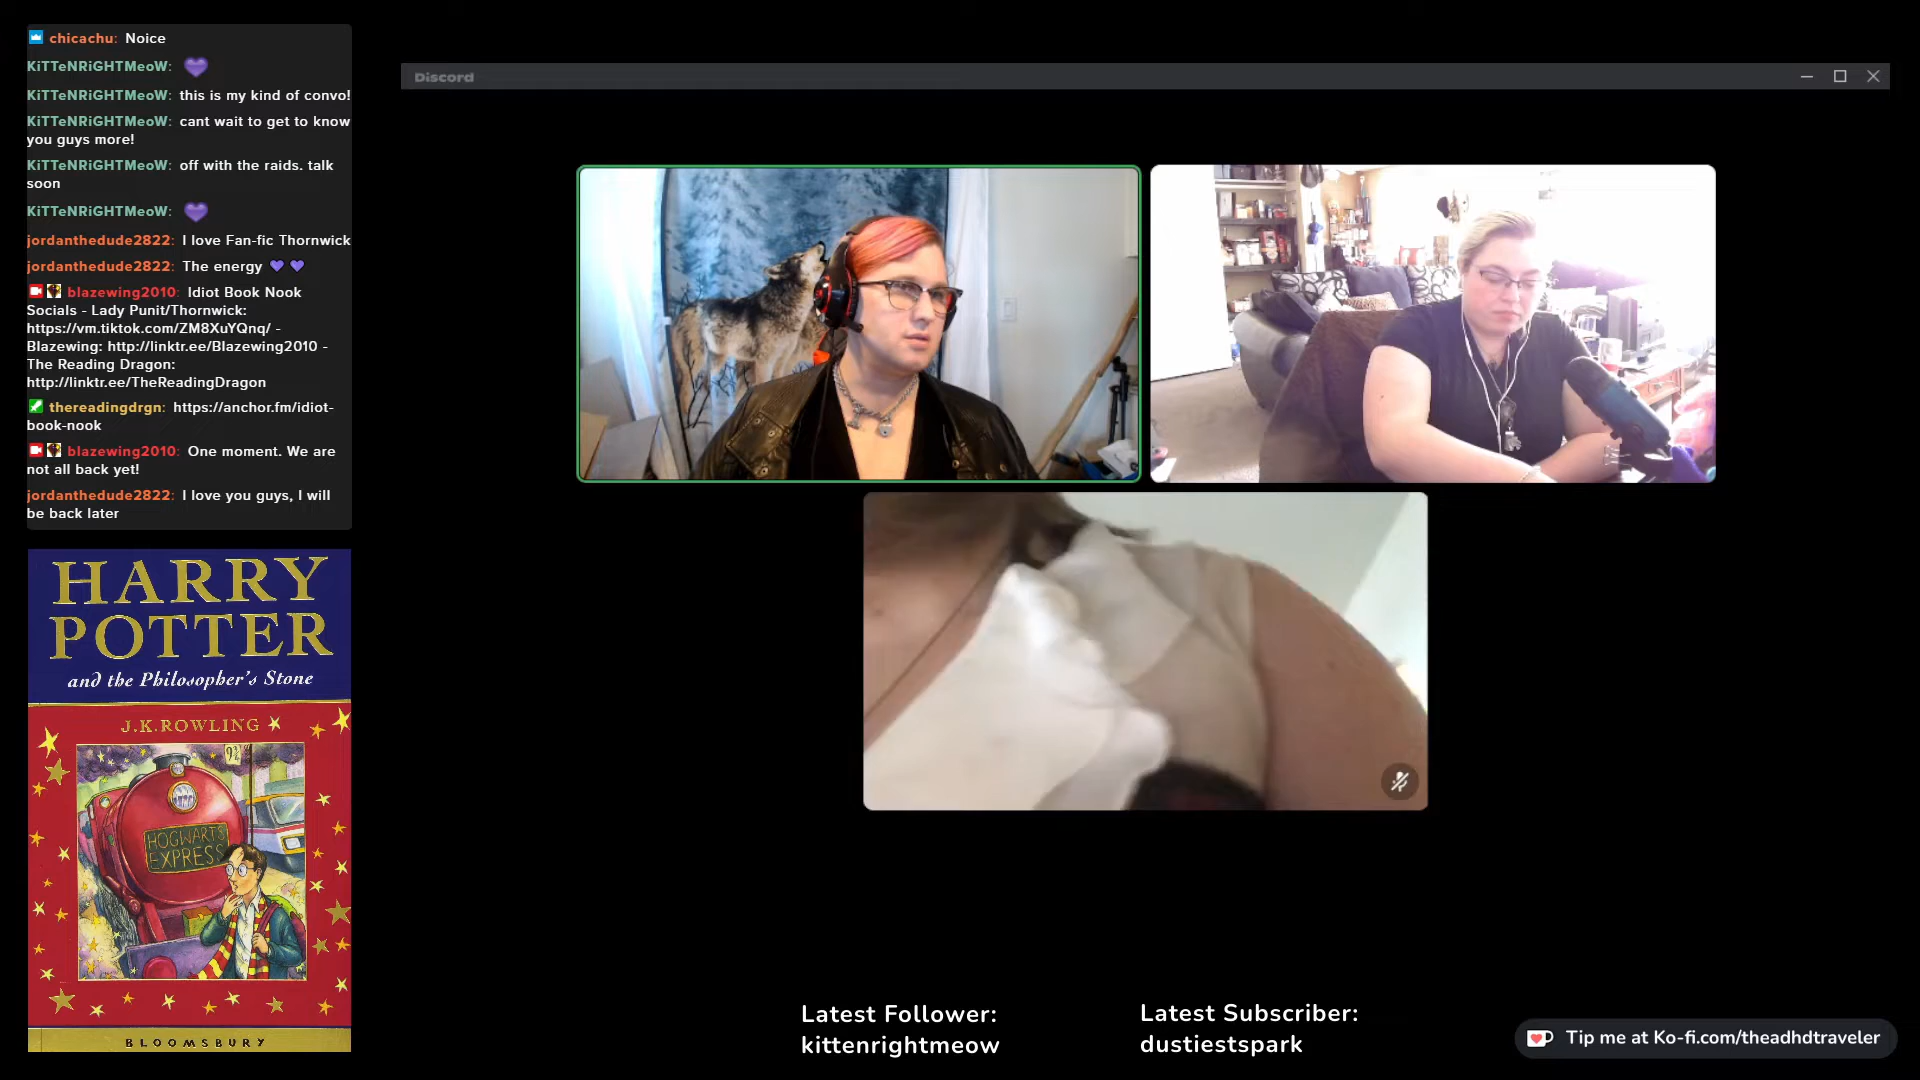 chicachu: Noice
KiTTeNRiGHTMeoW:
KiTTeNRiGHTMeoW: this is my kind of convo!
KiTTeNRiGHTMeoW: cant wait to get to know
you guys more!
KiTTeNRiGHTMeoW: off with the raids. talk
soon
KiTTeNRiGHTMeoW:
jordanthedude2822: I love Fan-fic Thornwick
jordanthedude2822: The energy
blazewing2010: Idiot Book Nook
Socials - Lady Punit/Thornwick:
https://vm.tiktok.com/ZM8XuYQnq/ -
Blazewing: http://linktr.ee/Blazewing2010 -
The Reading Dragon:
http://linktr.ee/TheReadingDragon
thereadingdrgn: https://anchor.fm/idiot-
book-nook
blazewing2010: One moment. We are
not all back yet!
jordanthedude2822: I love you guys, I will
be back later
HARRY
POTTER
and the Philosopher's Stone
J.K.ROWLING
9¾
HOGWARTS
EXPRESS
BLOOMSBURY
Discord
Latest Follower:
kittenrightmeow
Latest Subscriber:
dustiestspark
Tip me at Ko-fi.com/theadhdtraveler